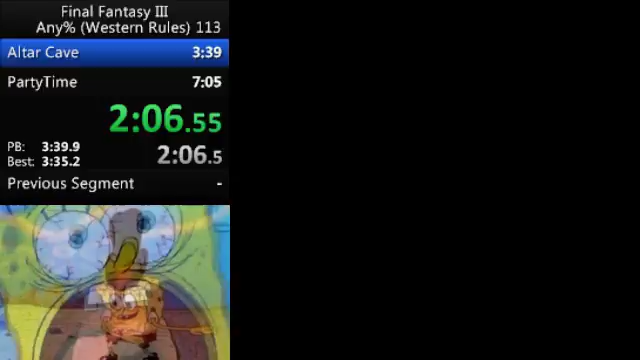 Final Fantasy III
Any% (Western Rules) 113
Altar Cave 3:39
PartyTime 7:05
2:06.55
PB: 3:39.9
Best: 3:35.2
2:06.5
Previous Segment -